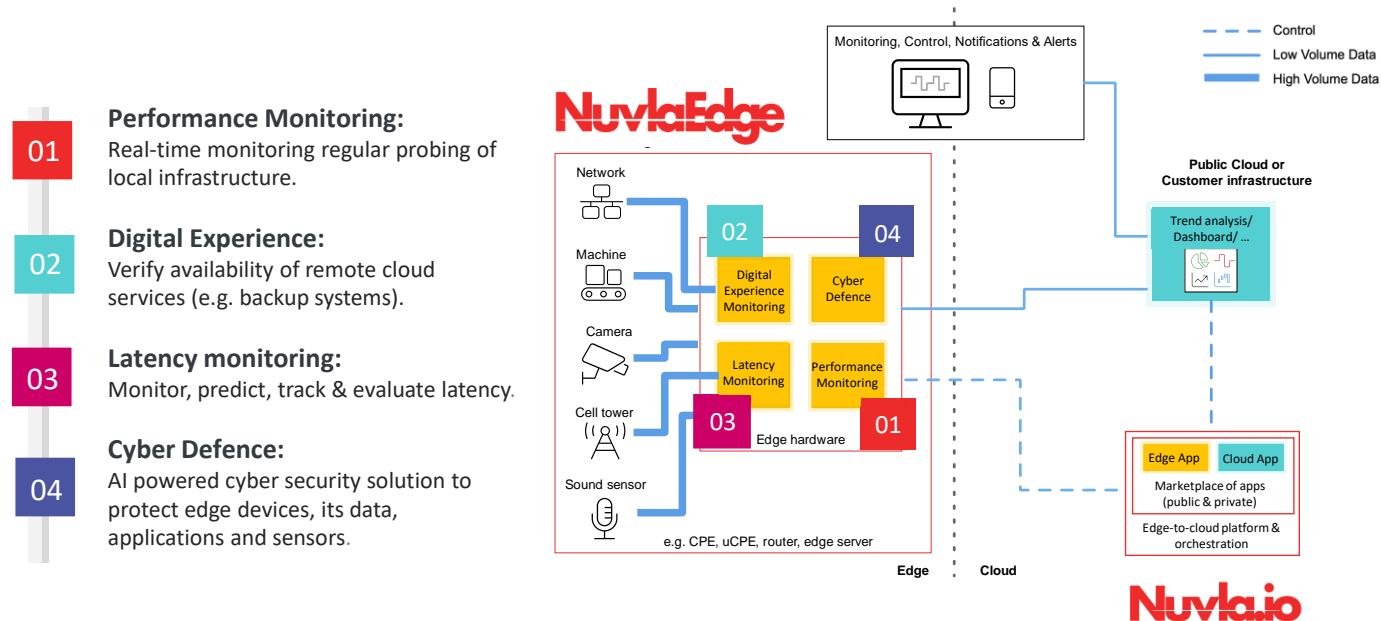 01
Performance Monitoring:
Real-time monitoring regular probing of
local infrastructure.
02
Digital Experience:
Verify availability of remote cloud
services (e.g. backup systems).
03
Latency monitoring:
Monitor, predict, track & evaluate latency.
04
Cyber Defence:
AI powered cyber security solution to
protect edge devices, its data,
applications and sensors.
NuvlaEdge
Network
Machine
Camera
Cell tower
Sound sensor
02
04
Digital
Experience
Monitoring
Cyber
Defence
Latency
Monitoring
Performance
Monitoring
03
01
Edge hardware
e.g. CPE, uCPE, router, edge server
Edge
Cloud
Monitoring, Control, Notifications & Alerts
Control
Low Volume Data
High Volume Data
Public Cloud or
Customer infrastructure
Trend analysis/
Dashboard/ ...
Edge App
Cloud App
Marketplace of apps
(public & private)
Edge-to-cloud platform &
orchestration
Nuvla.io